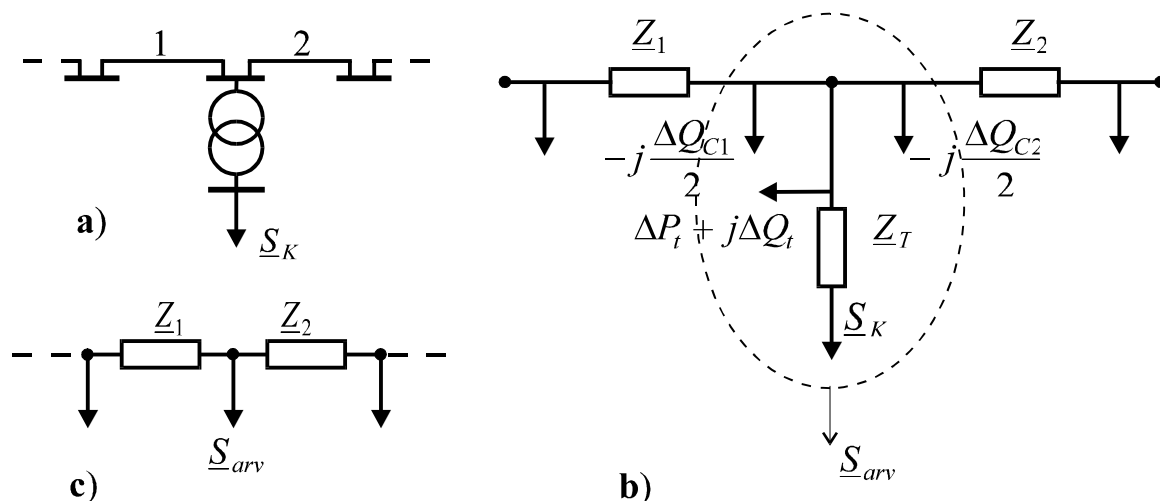 1 2
a)
S_K
Z_1 Z_2
S_arv
c)
Z_1 Z_2
-j ΔQ_C1/2 -j ΔQ_C2/2
ΔP_t + jΔQ_t Z_T
S_K
S_arv
b)